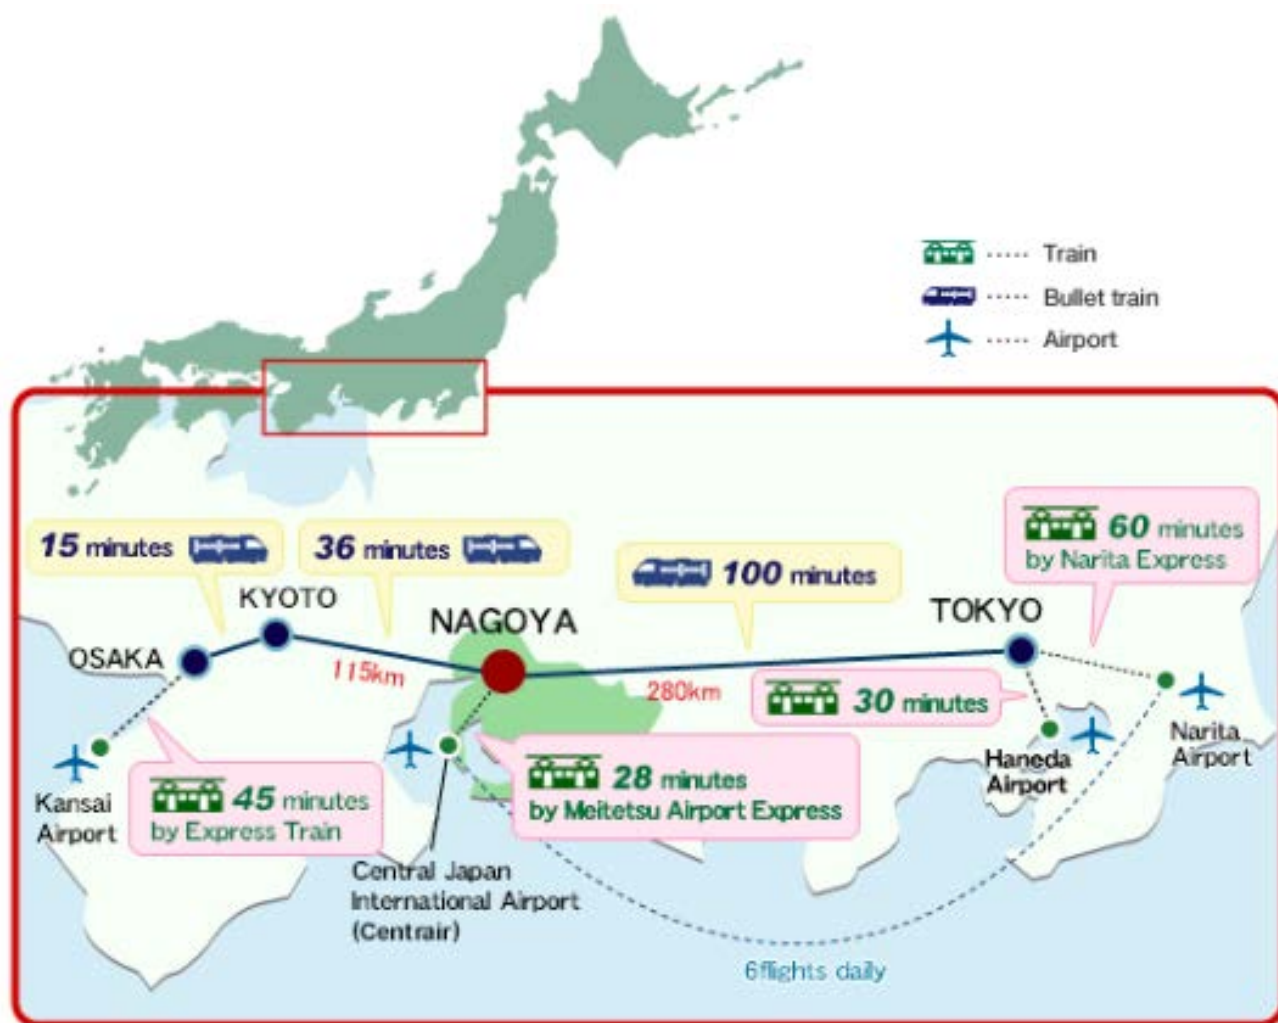 Train
Bullet train
Airport
15 minutes
36 minutes
100 minutes
60 minutes
by Narita Express
KYOTO
NAGOYA
TOKYO
OSAKA
115km
280km
30 minutes
Kansai
Airport
45 minutes
by Express Train
28 minutes
by Meitetsu Airport Express
Haneda
Airport
Narita
Airport
Central Japan
International Airport
(Centrair)
6flights daily